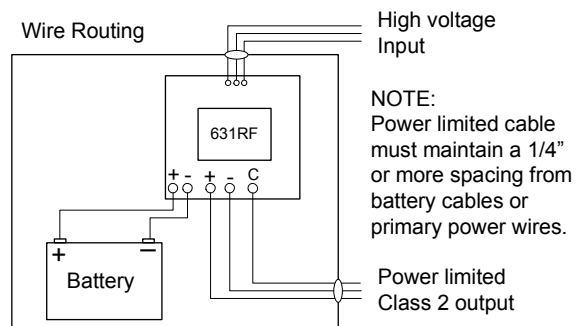 Wire Routing
High voltage
Input
631RF
+ - + - C
+ −
Battery
NOTE:
Power limited cable
must maintain a 1/4”
or more spacing from
battery cables or
primary power wires.
Power limited
Class 2 output